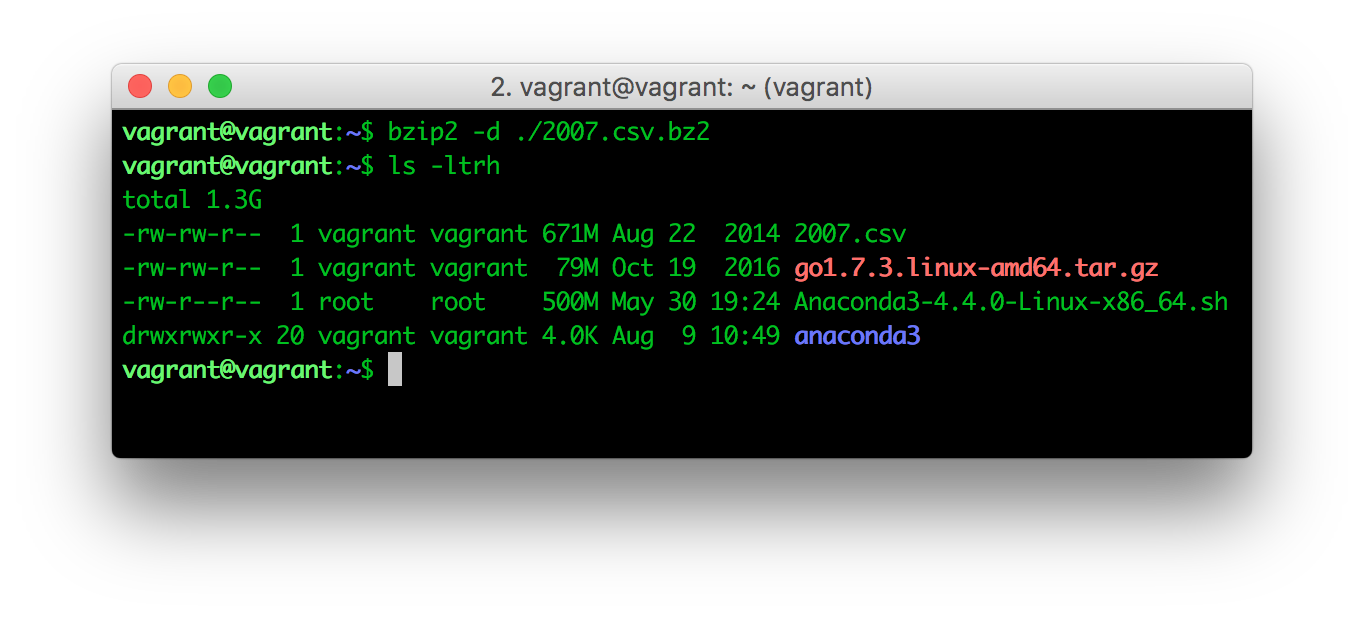 2. vagrant@vagrant: ~ (vagrant)
vagrant@vagrant:~$ bzip2 -d ./2007.csv.bz2
vagrant@vagrant:~$ ls -ltrh
total 1.3G
-rw-rw-r--  1 vagrant vagrant 671M Aug 22  2014 2007.csv
-rw-rw-r--  1 vagrant vagrant  79M Oct 19  2016 go1.7.3.linux-amd64.tar.gz
-rw-r--r--  1 root    root    500M May 30 19:24 Anaconda3-4.4.0-Linux-x86_64.sh
drwxrwxr-x 20 vagrant vagrant 4.0K Aug  9 10:49 anaconda3
vagrant@vagrant:~$